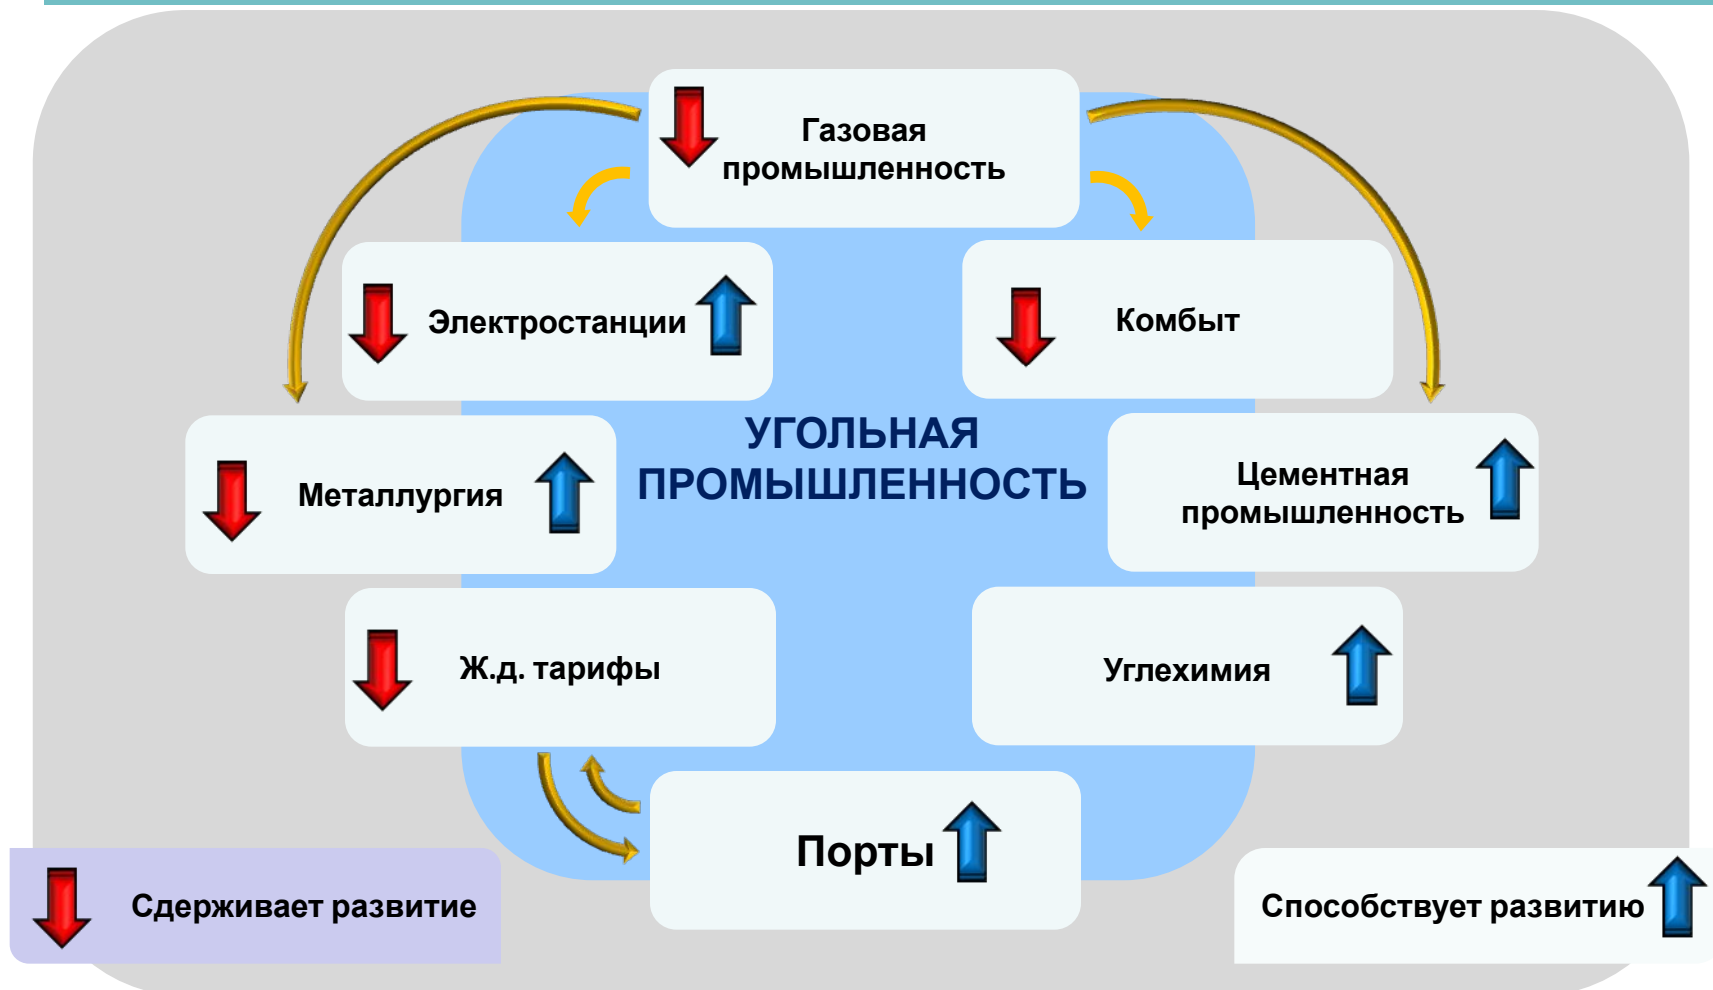 Газовая
промышленность
Электростанции
Комбыт
УГОЛЬНАЯ
ПРОМЫШЛЕННОСТЬ
Металлургия
Цементная
промышленность
Ж.д. тарифы
Углехимия
Порты
Сдерживает развитие
Способствует развитию